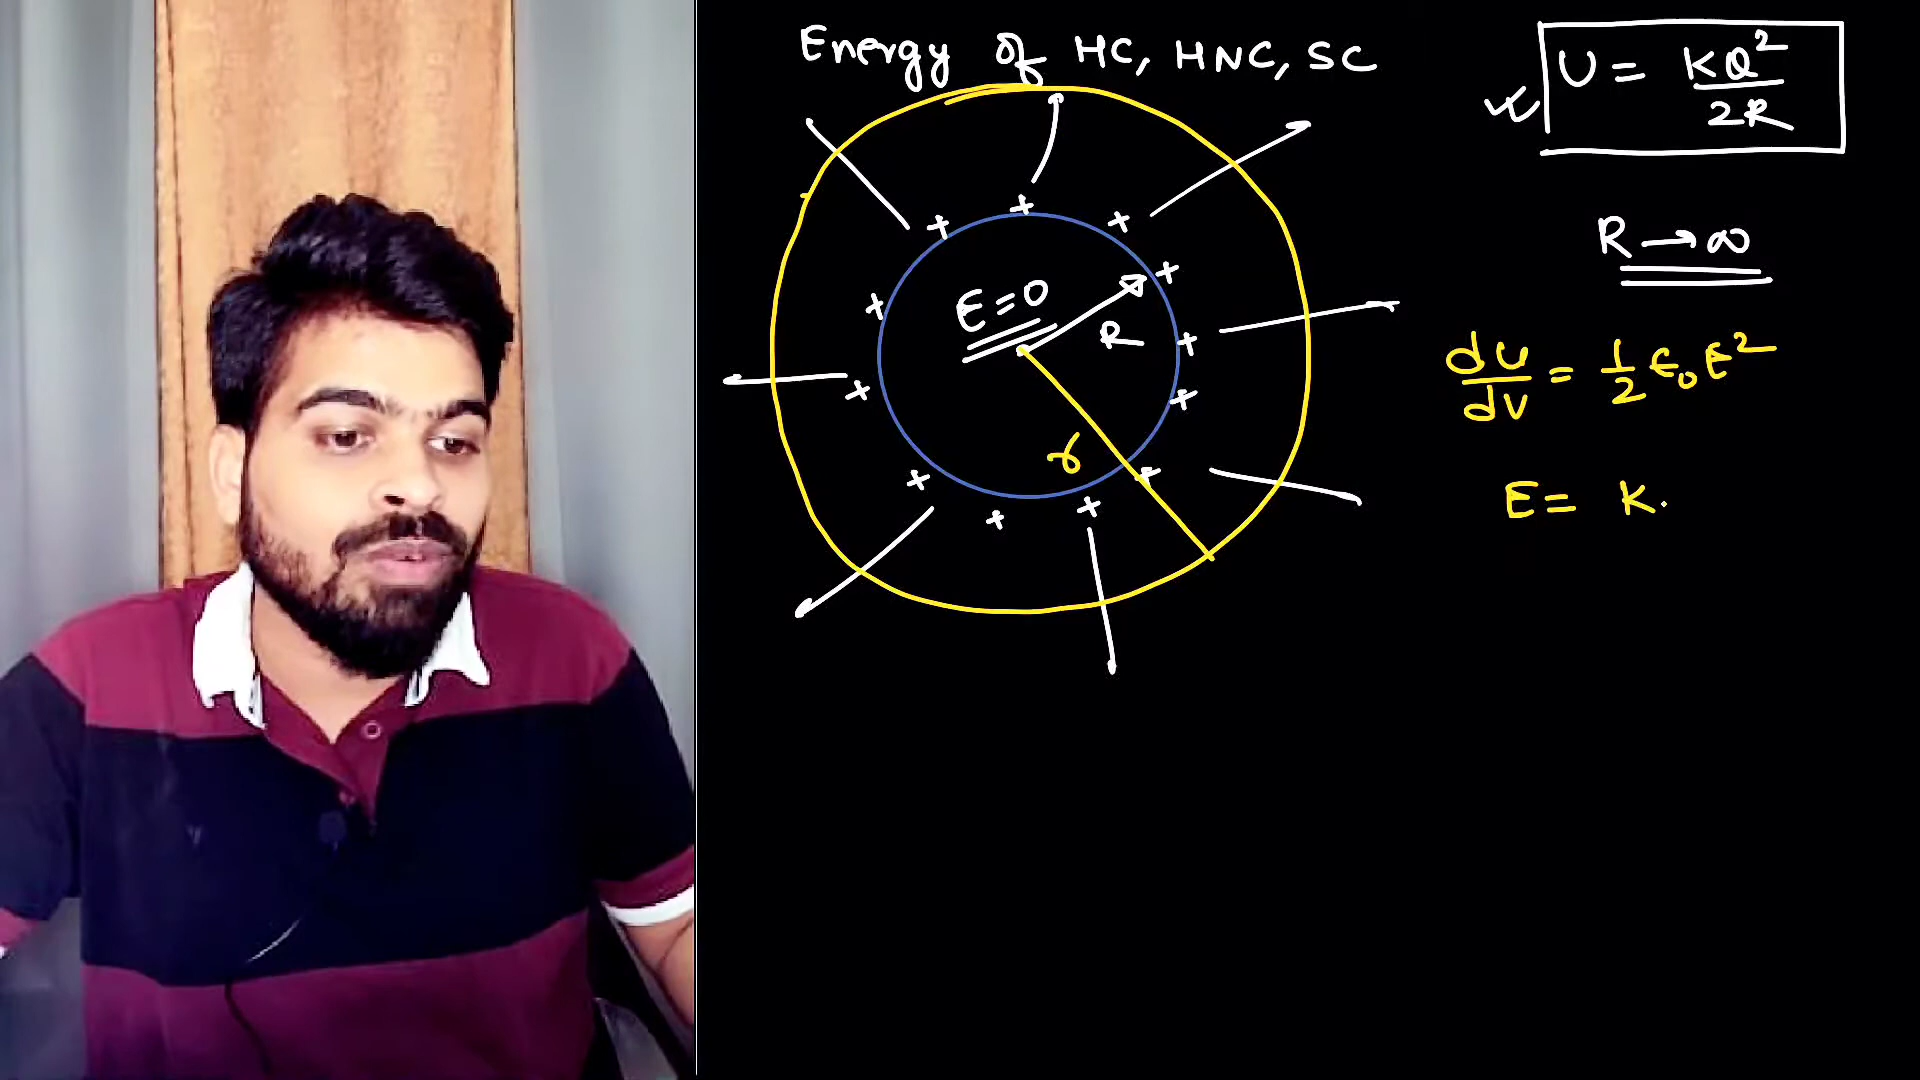 Energy of HC, HNC, SC
U = KQ²/2R
R → ∞
+ + + + + + + + + + + + +
E=0
R
r
dU/dV = 1/2 ε₀E²
E = K.